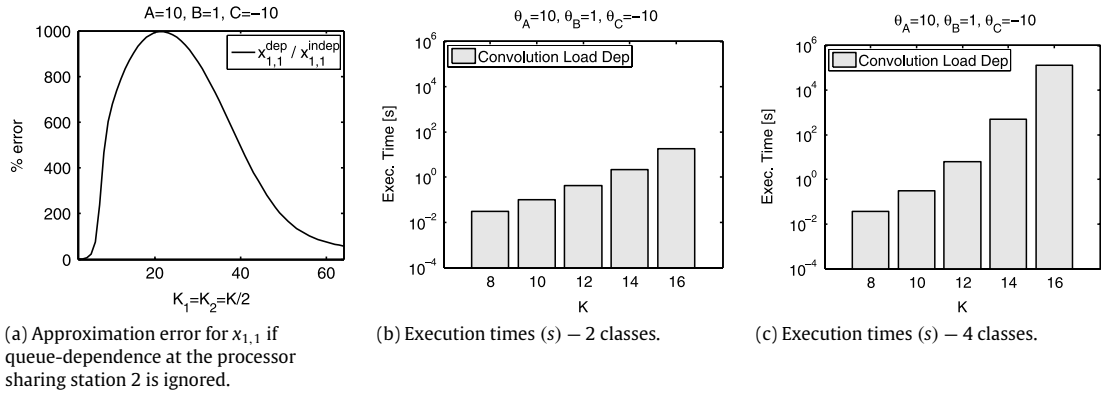 A=10, B=1, C=−10
1000
800
600
400
200
0
% error
x_{1,1}^{dep} / x_{1,1}^{indep}
20
40
60
K_1=K_2=K/2
(a) Approximation error for x_{1,1} if
queue-dependence at the processor
sharing station 2 is ignored.
θ_A=10, θ_B=1, θ_C=−10
10^6
10^4
10^2
10^0
10^{−2}
10^{−4}
Exec. Time [s]
Convolution Load Dep
8
10
12
14
16
K
(b) Execution times (s) − 2 classes.
θ_A=10, θ_B=1, θ_C=−10
10^6
10^4
10^2
10^0
10^{−2}
10^{−4}
Exec. Time [s]
Convolution Load Dep
8
10
12
14
16
K
(c) Execution times (s) − 4 classes.